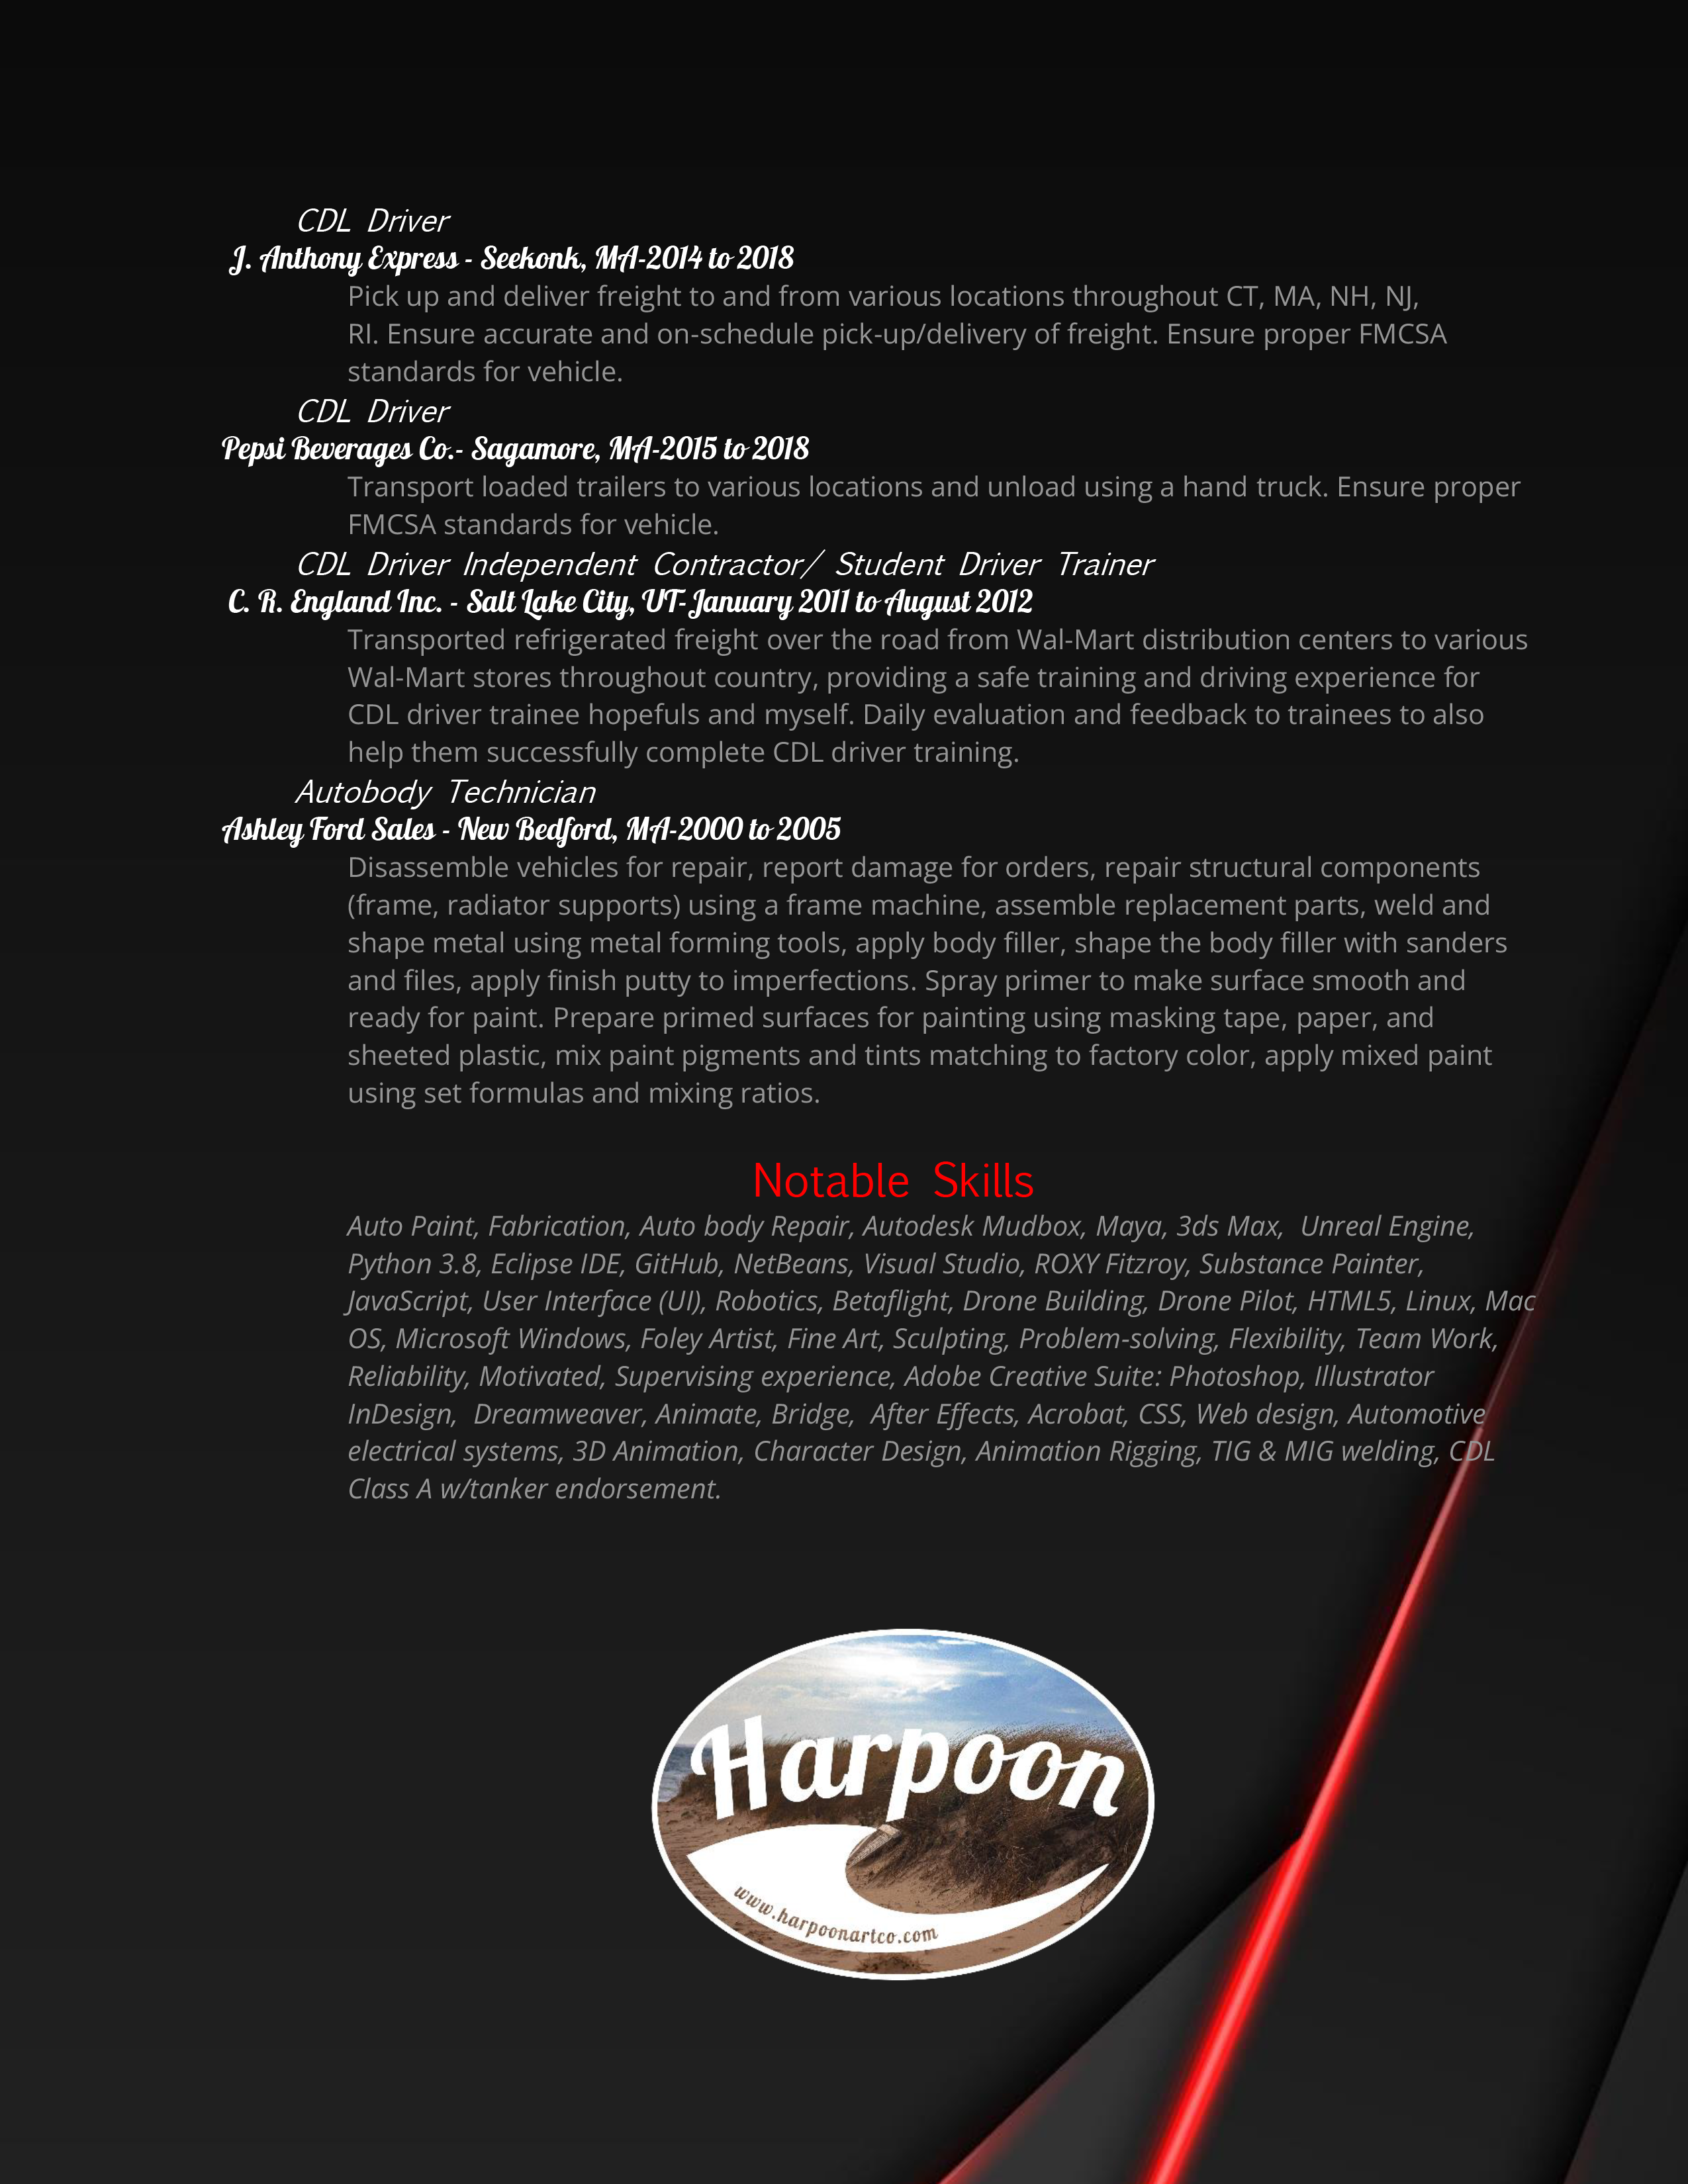 CDL Driver
J. Anthony Express - Seekonk, MA-2014 to 2018
Pick up and deliver freight to and from various locations throughout CT, MA, NH, NJ,
RI. Ensure accurate and on-schedule pick-up/delivery of freight. Ensure proper FMCSA
standards for vehicle.
CDL Driver
Pepsi Beverages Co.- Sagamore, MA-2015 to 2018
Transport loaded trailers to various locations and unload using a hand truck. Ensure proper
FMCSA standards for vehicle.
CDL Driver Independent Contractor/ Student Driver Trainer
C. R. England Inc. - Salt Lake City, UT-January 2011 to August 2012
Transported refrigerated freight over the road from Wal-Mart distribution centers to various
Wal-Mart stores throughout country, providing a safe training and driving experience for
CDL driver trainee hopefuls and myself. Daily evaluation and feedback to trainees to also
help them successfully complete CDL driver training.
Autobody Technician
Ashley Ford Sales - New Bedford, MA-2000 to 2005
Disassemble vehicles for repair, report damage for orders, repair structural components
(frame, radiator supports) using a frame machine, assemble replacement parts, weld and
shape metal using metal forming tools, apply body filler, shape the body filler with sanders
and files, apply finish putty to imperfections. Spray primer to make surface smooth and
ready for paint. Prepare primed surfaces for painting using masking tape, paper, and
sheeted plastic, mix paint pigments and tints matching to factory color, apply mixed paint
using set formulas and mixing ratios.
Notable Skills
Auto Paint, Fabrication, Auto body Repair, Autodesk Mudbox, Maya, 3ds Max, Unreal Engine,
Python 3.8, Eclipse IDE, GitHub, NetBeans, Visual Studio, ROXY Fitzroy, Substance Painter,
JavaScript, User Interface (UI), Robotics, Betaflight, Drone Building, Drone Pilot, HTML5, Linux, Mac
OS, Microsoft Windows, Foley Artist, Fine Art, Sculpting, Problem-solving, Flexibility, Team Work,
Reliability, Motivated, Supervising experience, Adobe Creative Suite: Photoshop, Illustrator
InDesign, Dreamweaver, Animate, Bridge, After Effects, Acrobat, CSS, Web design, Automotive
electrical systems, 3D Animation, Character Design, Animation Rigging, TIG & MIG welding, CDL
Class A w/tanker endorsement.
Harpoon
www.harpoonartco.com